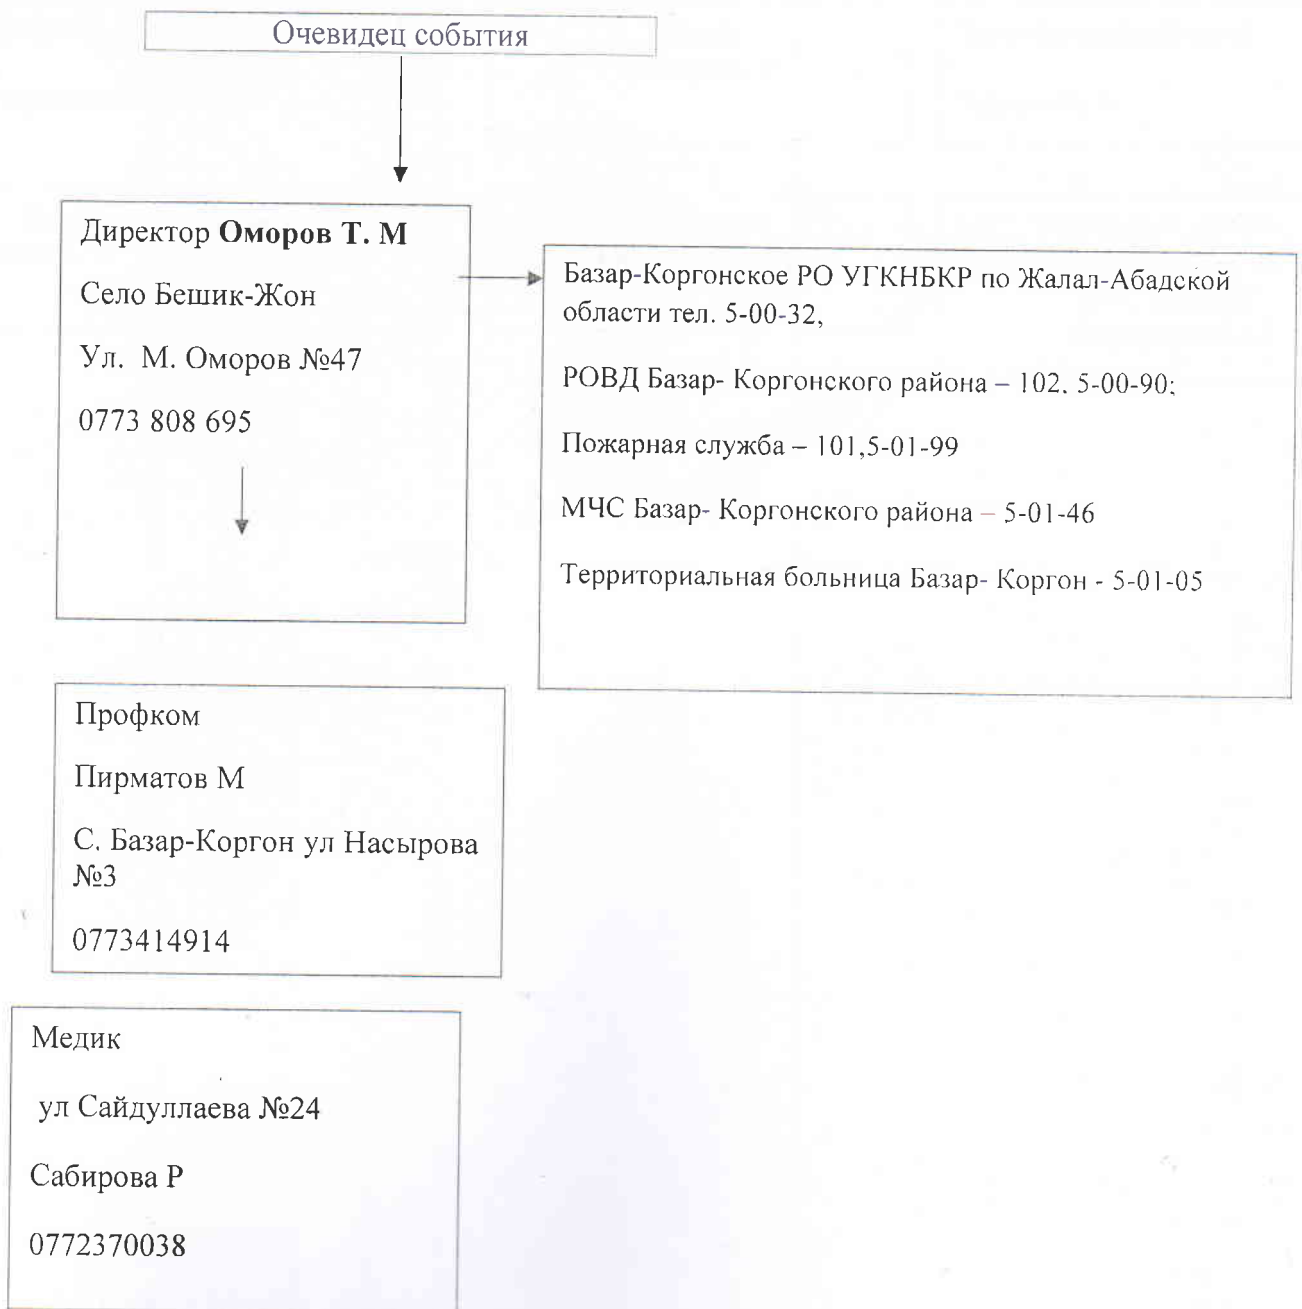 Очевидец события
Директор Оморов Т. М
Село Бешик-Жон
Ул.  М. Оморов №47
0773 808 695
Базар-Коргонское РО УГКНБКР по Жалал-Абадской
области тел. 5-00-32,
РОВД Базар- Коргонского района – 102. 5-00-90;
Пожарная служба – 101,5-01-99
МЧС Базар- Коргонского района – 5-01-46
Территориальная больница Базар- Коргон - 5-01-05
Профком
Пирматов М
С. Базар-Коргон ул Насырова
№3
0773414914
Медик
ул Сайдуллаева №24
Сабирова Р
0772370038